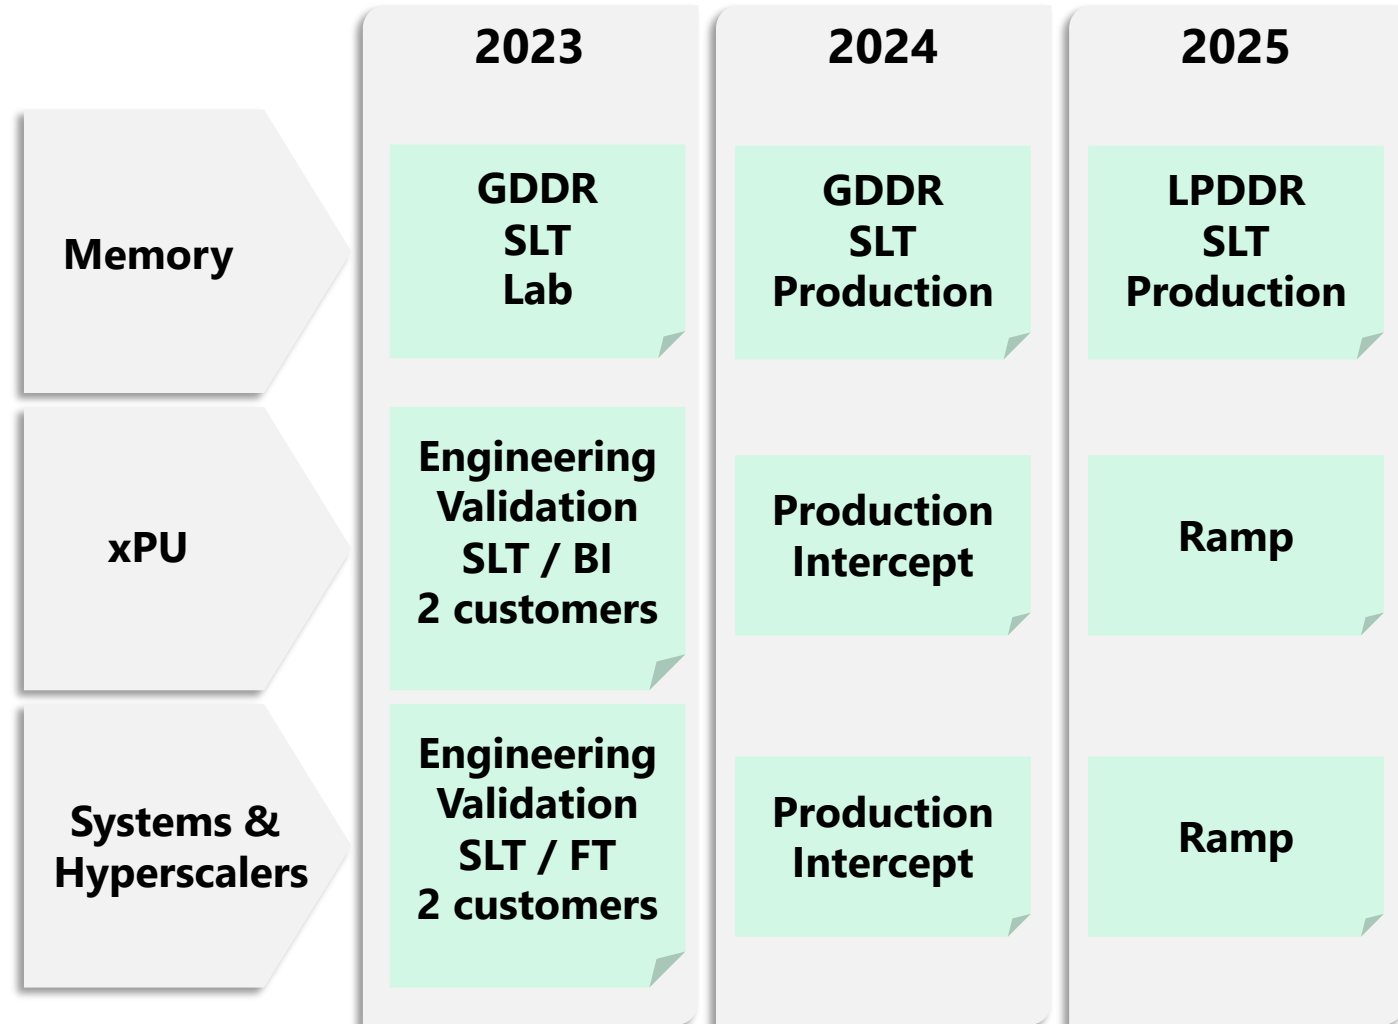 2023
2024
2025
Memory
GDDR
SLT
Lab
GDDR
SLT
Production
LPDDR
SLT
Production
xPU
Engineering
Validation
SLT / BI
2 customers
Production
Intercept
Ramp
Systems &
Hyperscalers
Engineering
Validation
SLT / FT
2 customers
Production
Intercept
Ramp